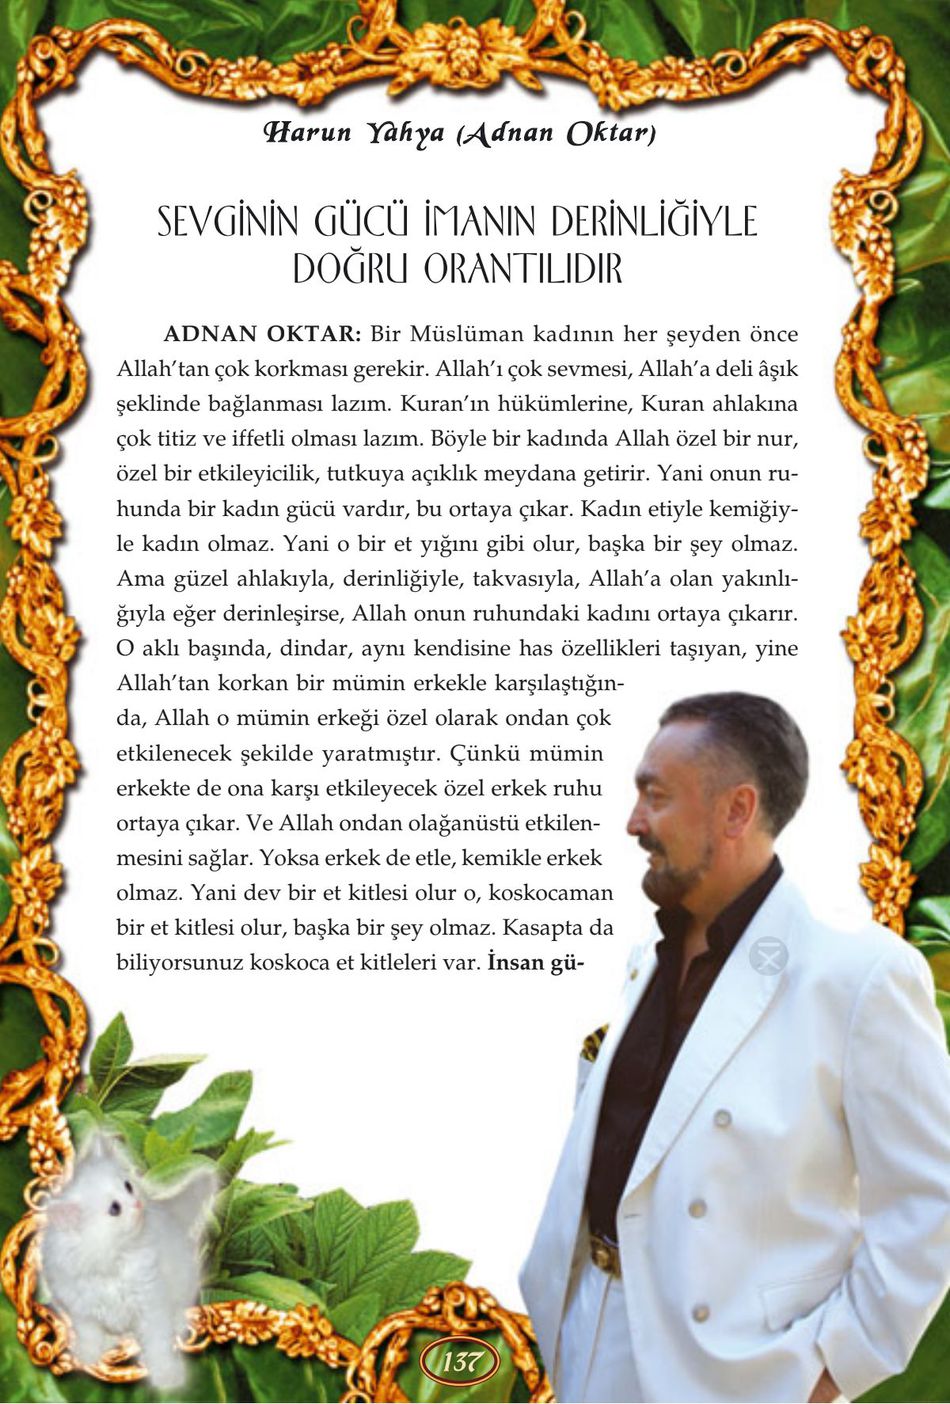 Harun Yahya (Adnan Oktar)
SEVGİNİN GÜCÜ İMANIN DERİNLİĞİYLE
DOĞRU ORANTILIDIR
ADNAN OKTAR: Bir Müslüman kadının her şeyden önce
Allah'tan çok korkması gerekir. Allah'ı çok sevmesi, Allah'a deli âşık
şeklinde bağlanması lazım. Kuran'ın hükümlerine, Kuran ahlakına
çok titiz ve iffetli olması lazım. Böyle bir kadında Allah özel bir nur,
özel bir etkileyicilik, tutkuya açıklık meydana getirir. Yani onun ru-
hunda bir kadın gücü vardır, bu ortaya çıkar. Kadın etiyle kemiğiy-
le kadın olmaz. Yani o bir et yığını gibi olur, başka bir şey olmaz.
Ama güzel ahlakıyla, derinliğiyle, takvasıyla, Allah'a olan yakınlı-
ğıyla eğer derinleşirse, Allah onun ruhundaki kadını ortaya çıkarır.
O aklı başında, dindar, aynı kendisine has özellikleri taşıyan, yine
Allah'tan korkan bir mümin erkekle karşılaştığın-
da, Allah o mümin erkeği özel olarak ondan çok
etkilenecek şekilde yaratmıştır. Çünkü mümin
erkekte de ona karşı etkileyecek özel erkek ruhu
ortaya çıkar. Ve Allah ondan olağanüstü etkilen-
mesini sağlar. Yoksa erkek de etle, kemikle erkek
olmaz. Yani dev bir et kitlesi olur o, koskocaman
bir et kitlesi olur, başka bir şey olmaz. Kasapta da
biliyorsunuz koskoca et kitleleri var. İnsan gü-
137